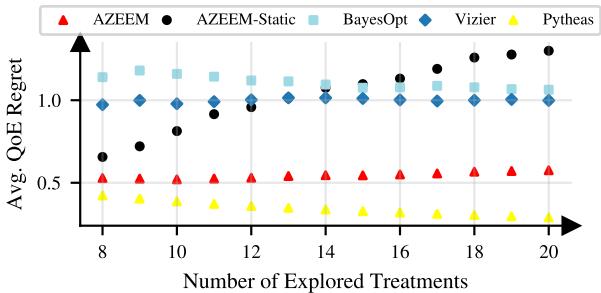 AZEEM AZEEM-Static BayesOpt Vizier Pytheas
Avg. QoE Regret
1.0
0.5
8 10 12 14 16 18 20
Number of Explored Treatments